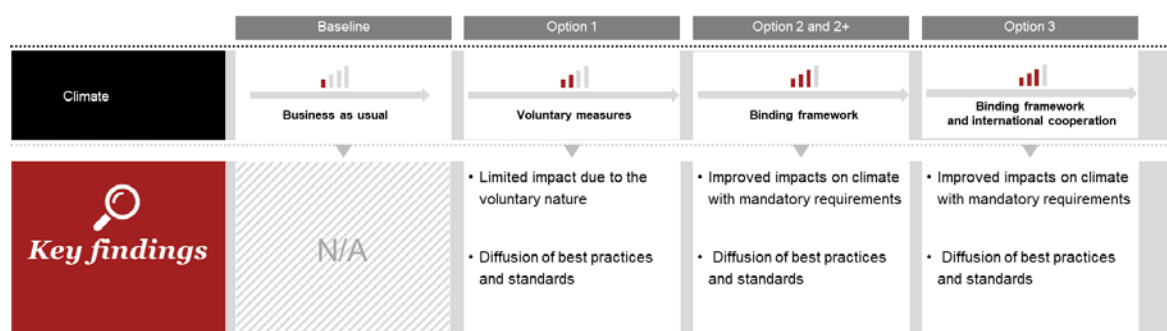 Baseline
Option 1
Option 2 and 2+
Option 3
Climate
Business as usual
Voluntary measures
Binding framework
Binding framework
and international cooperation
Key findings
N/A
• Limited impact due to the
voluntary nature
• Diffusion of best practices
and standards
• Improved impacts on climate
with mandatory requirements
• Diffusion of best practices
and standards
• Improved impacts on climate
with mandatory requirements
• Diffusion of best practices
and standards